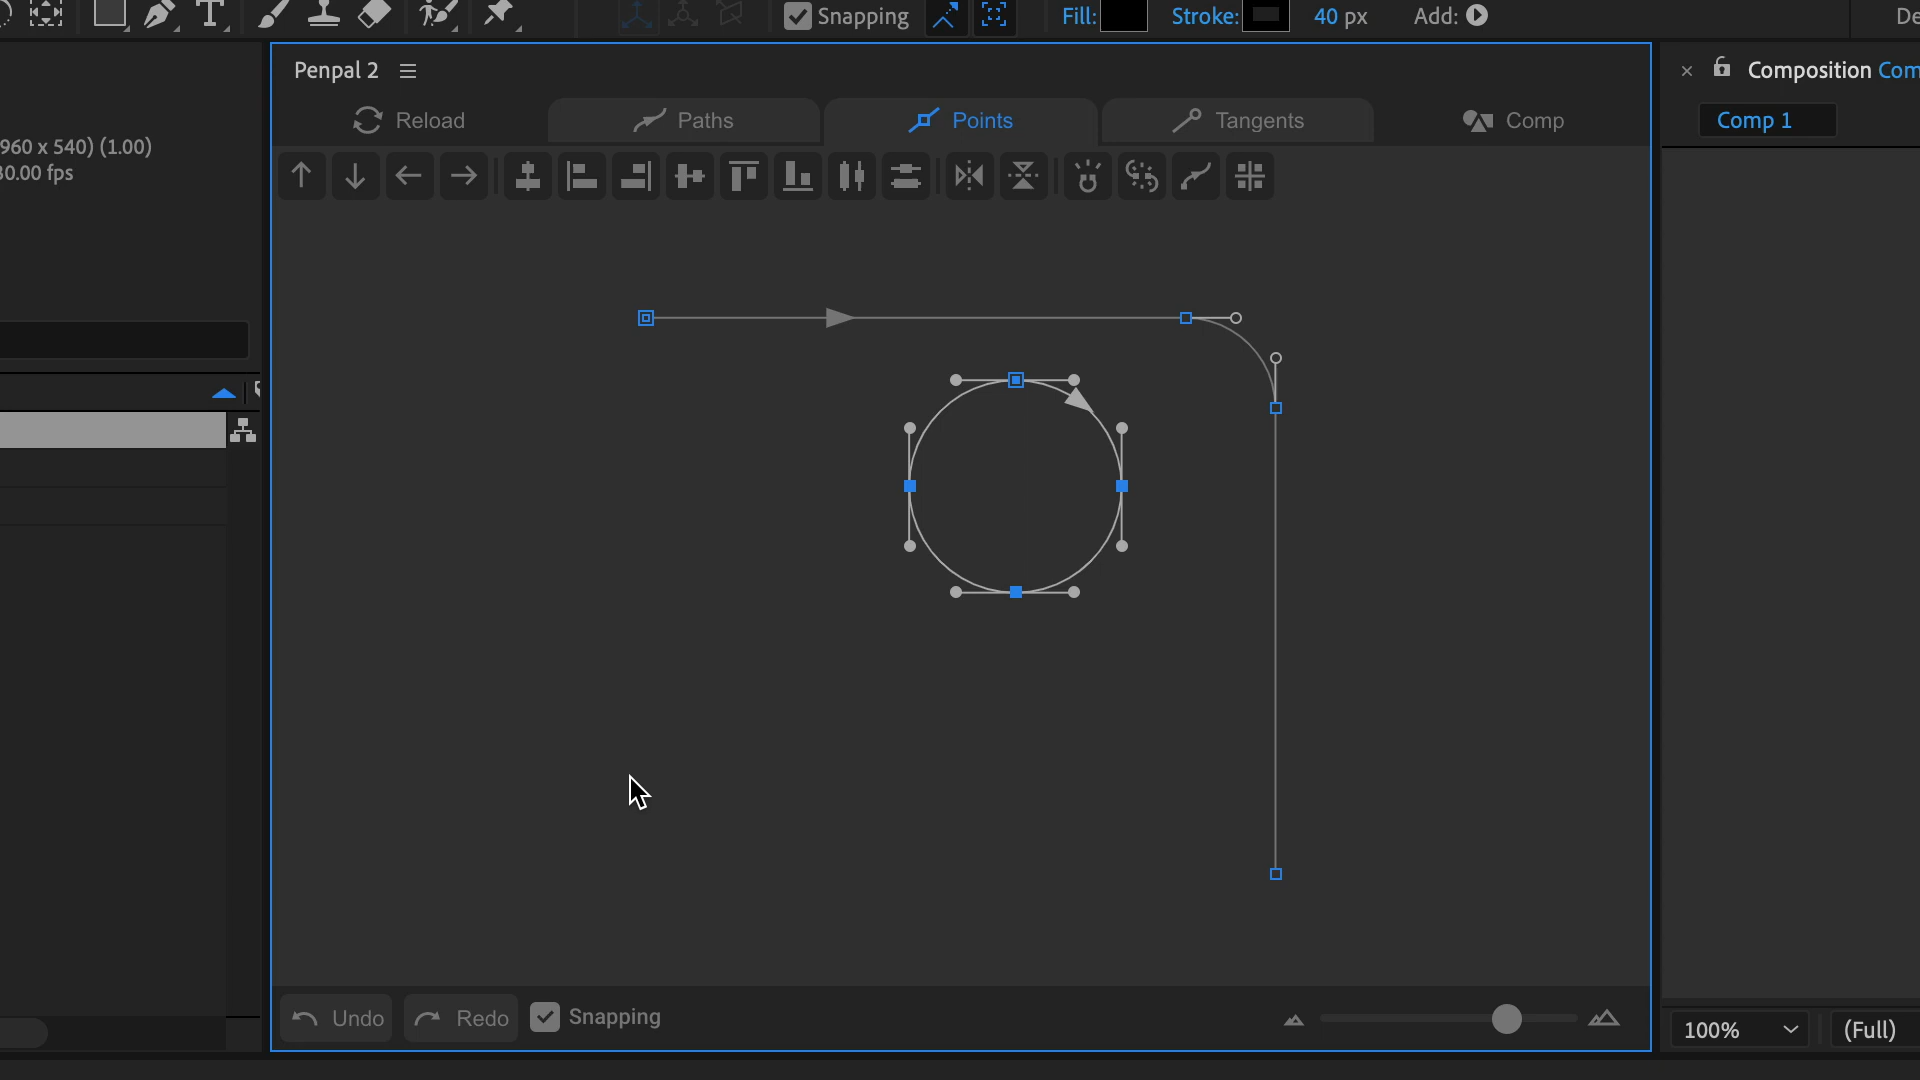 T
Snapping
Fill:
Stroke:
40 px
Add:
De
Penpal 2
Composition Com
Reload
Paths
Points
Tangents
Comp
Comp 1
960 x 540) (1.00)
30.00 fps
Undo
Redo
Snapping
100%
(Full)